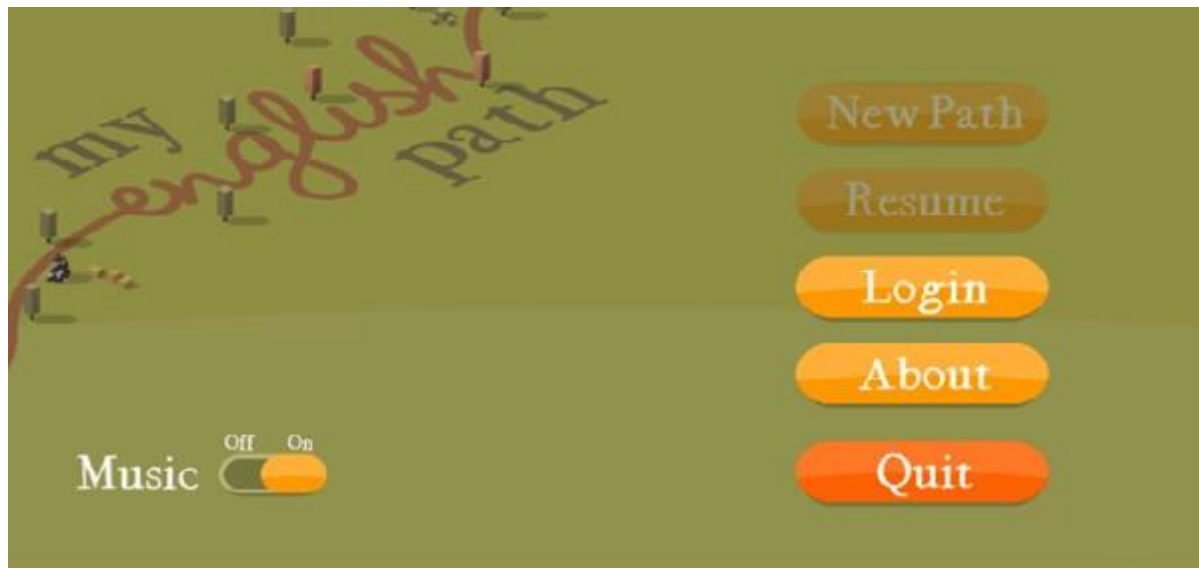 my
english
path
New Path
Resume
Login
About
Off On
Music
Quit